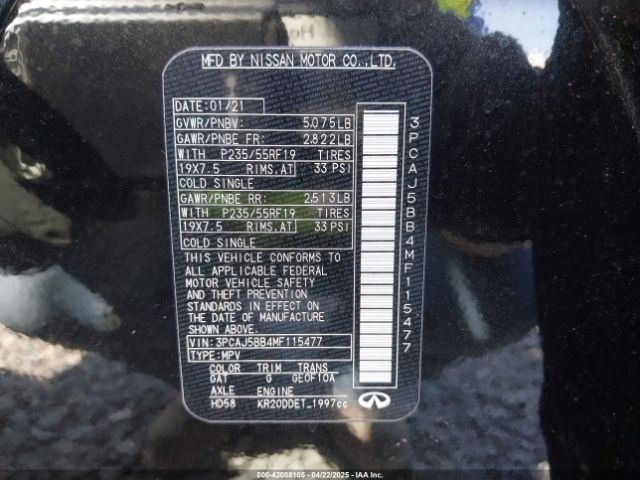 MFD BY NISSAN MOTOR CO.,LTD.
DATE: 01/21
GVWR/PNBV: 5,075LB
GAWR/PNBE FR: 2,822LB
WITH P235/55RF19 TIRES
19X7.5 RIMS,AT 33 PSI
COLD SINGLE
GAWR/PNBE RR: 2,513LB
WITH P235/55RF19 TIRES
19X7.5 RIMS,AT 33 PSI
COLD SINGLE
THIS VEHICLE CONFORMS TO
ALL APPLICABLE FEDERAL
MOTOR VEHICLE SAFETY
AND THEFT PREVENTION
STANDARDS IN EFFECT ON
THE DATE OF MANUFACTURE
SHOWN ABOVE.
VIN: 3PCAJ5BB4MF115477
TYPE: MPV
COLOR TRIM TRANS
GAT G GE0F10A
AXLE ENGINE
HD58 KR20DDET_1997cc
3PCAJ5BB4MF115477
000-42088105 - 04/22/2025 - IAA Inc.